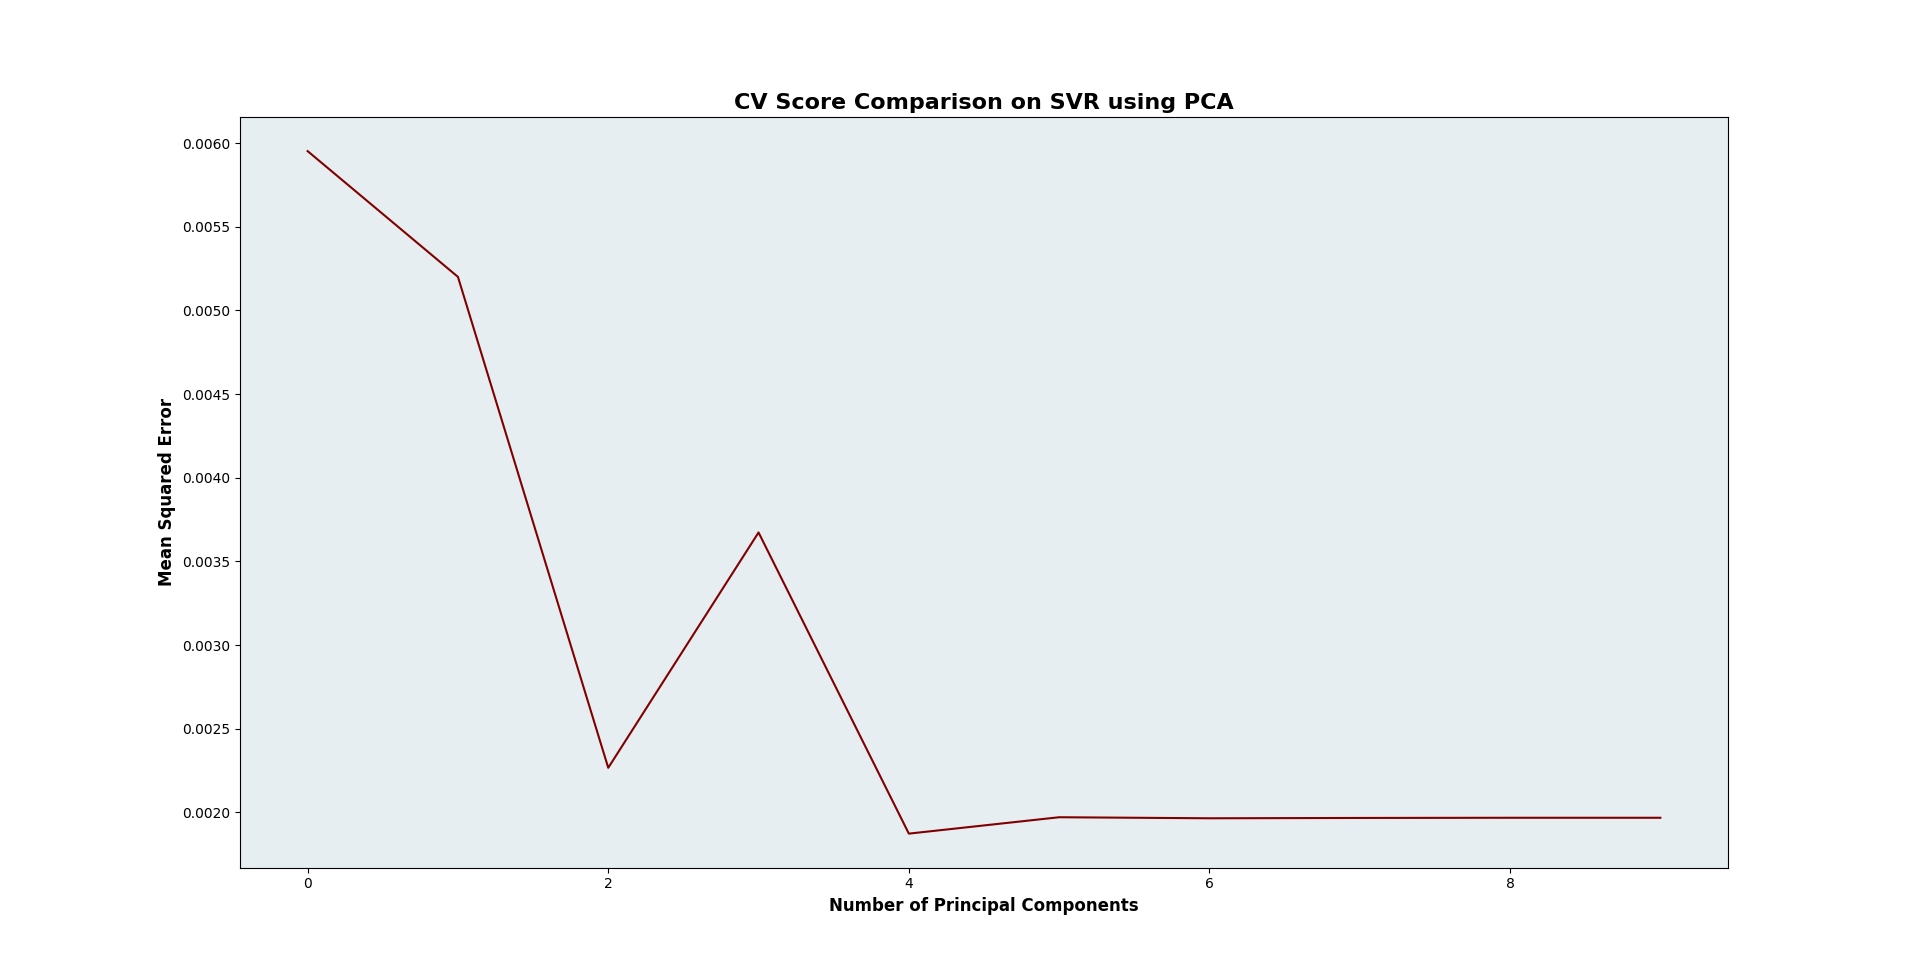 CV Score Comparison on SVR using PCA
0.0060
0.0055
0.0050
0.0045
0.0040
0.0035
0.0030
0.0025
0.0020
Mean Squared Error
0 2 4 6 8
Number of Principal Components